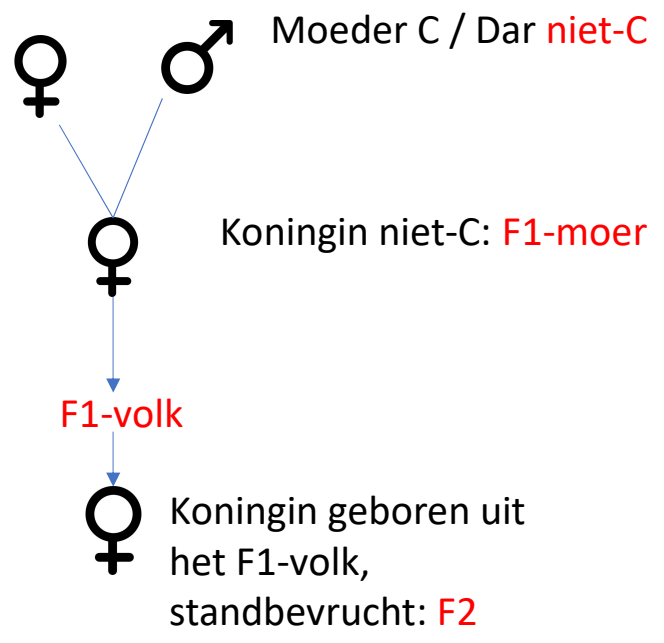 Moeder C / Dar niet-C
Koningin niet-C: F1-moer
F1-volk
Koningin geboren uit
het F1-volk,
standbevrucht: F2